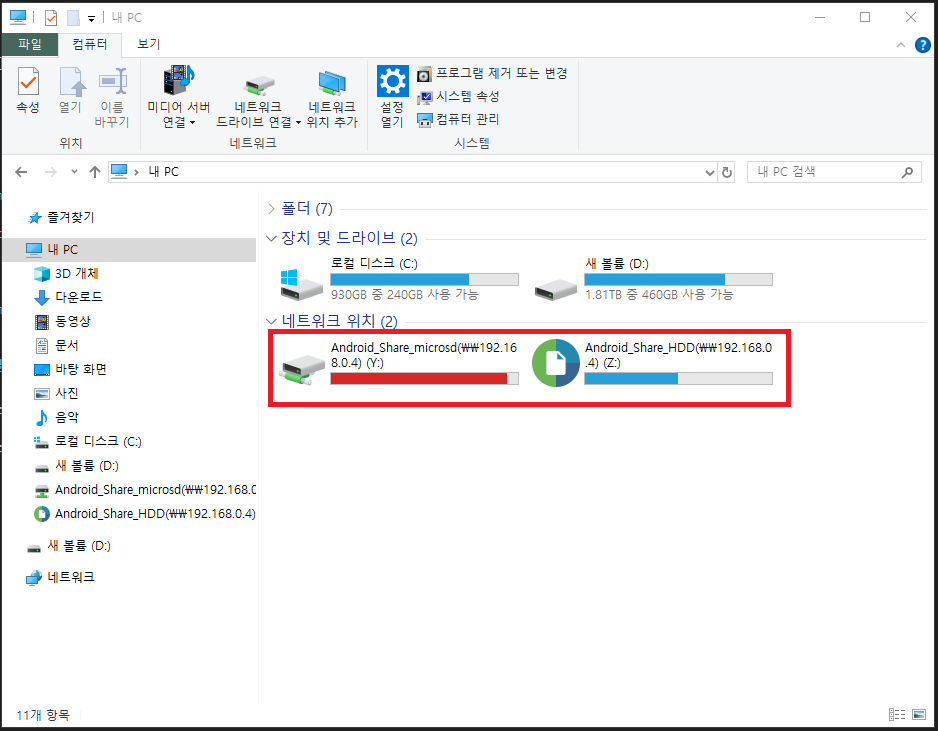 내 PC
파일 컴퓨터 보기
속성 열기 이름 바꾸기
위치
미디어 서버 연결
네트워크 드라이브 연결
네트워크 위치 추가
네트워크
설정 열기
프로그램 제거 또는 변경
시스템 속성
컴퓨터 관리
시스템
내 PC
내 PC 검색
즐겨찾기
내 PC
3D 개체
다운로드
동영상
문서
바탕 화면
사진
음악
로컬 디스크 (C:)
새 볼륨 (D:)
Android_Share_microsd(₩₩192.168.0
Android_Share_HDD(₩₩192.168.0.4)
새 볼륨 (D:)
네트워크
폴더 (7)
장치 및 드라이브 (2)
로컬 디스크 (C:)
930GB 중 240GB 사용 가능
새 볼륨 (D:)
1.81TB 중 460GB 사용 가능
네트워크 위치 (2)
Android_Share_microsd(₩₩192.16
8.0.4) (Y:)
Android_Share_HDD(₩₩192.168.0
.4) (Z:)
11개 항목